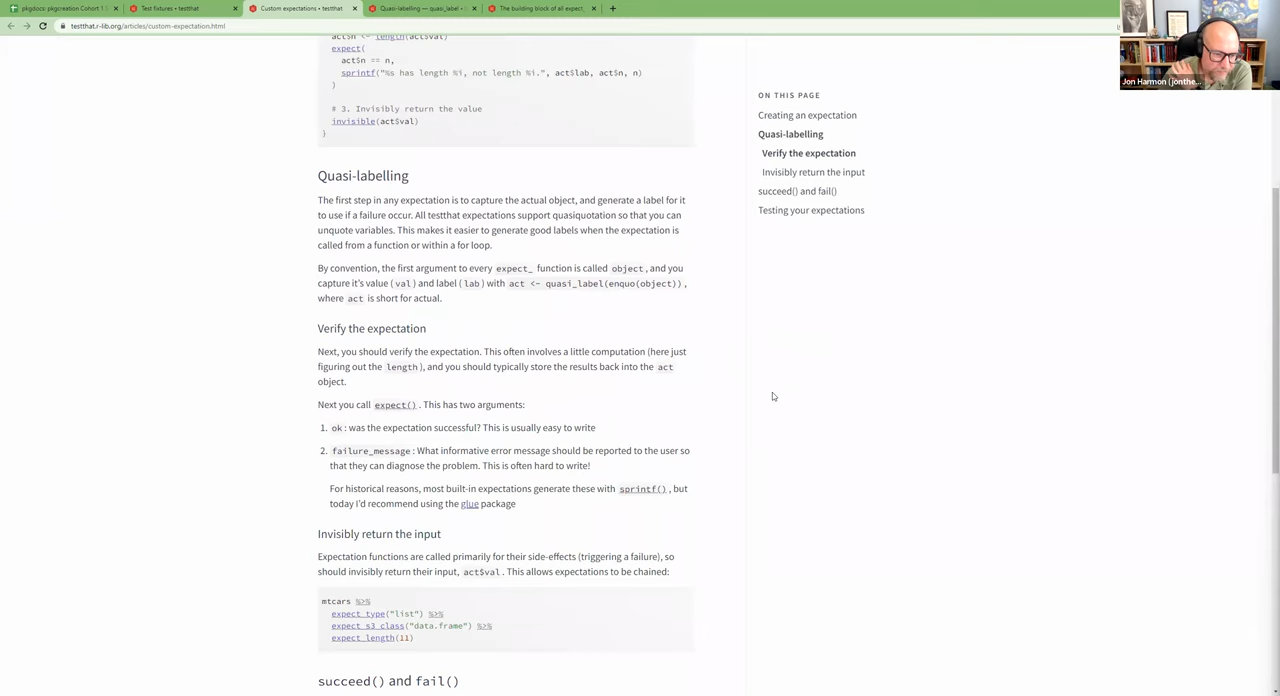 pkgdocs: pkgcreation Cohort 1 S
Test fixtures • testthat
Custom expectations • testthat
Quasi-labelling — quasi_label •
The building block of all expect
testthat.r-lib.org/articles/custom-expectation.html
act$n <- length(act$val)
expect(
act$n == n,
sprintf("%s has length %i, not length %i.", act$lab, act$n, n)
)
# 3. Invisibly return the value
invisible(act$val)
}
Quasi-labelling
The first step in any expectation is to capture the actual object, and generate a label for it
to use if a failure occur. All testthat expectations support quasiquotation so that you can
unquote variables. This makes it easier to generate good labels when the expectation is
called from a function or within a for loop.
By convention, the first argument to every expect_ function is called object, and you
capture it's value (val) and label (lab) with act <- quasi_label(enquo(object)),
where act is short for actual.
Verify the expectation
Next, you should verify the expectation. This often involves a little computation (here just
figuring out the length), and you should typically store the results back into the act
object.
Next you call expect(). This has two arguments:
1. ok: was the expectation successful? This is usually easy to write
2. failure_message: What informative error message should be reported to the user so
that they can diagnose the problem. This is often hard to write!
For historical reasons, most built-in expectations generate these with sprintf(), but
today I'd recommend using the glue package
Invisibly return the input
Expectation functions are called primarily for their side-effects (triggering a failure), so
should invisibly return their input, act$val. This allows expectations to be chained:
mtcars %>%
expect_type("list") %>%
expect_s3_class("data.frame") %>%
expect_length(11)
succeed() and fail()
ON THIS PAGE
Creating an expectation
Quasi-labelling
Verify the expectation
Invisibly return the input
succeed() and fail()
Testing your expectations
Jon Harmon (jonthe...